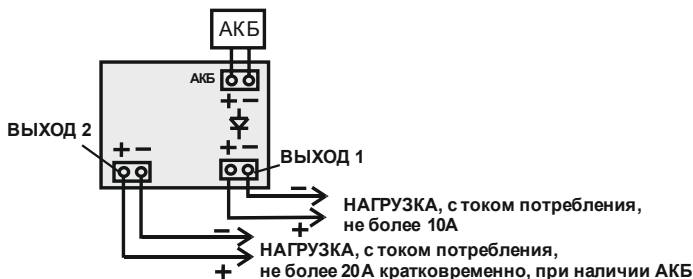 АКБ
АКБ
+ −
+ −
ВЫХОД 2
+ −
ВЫХОД 1
−
+
НАГРУЗКА, с током потребления,
не более 10А
−
+
НАГРУЗКА, с током потребления,
не более 20А кратковременно, при наличии АКБ